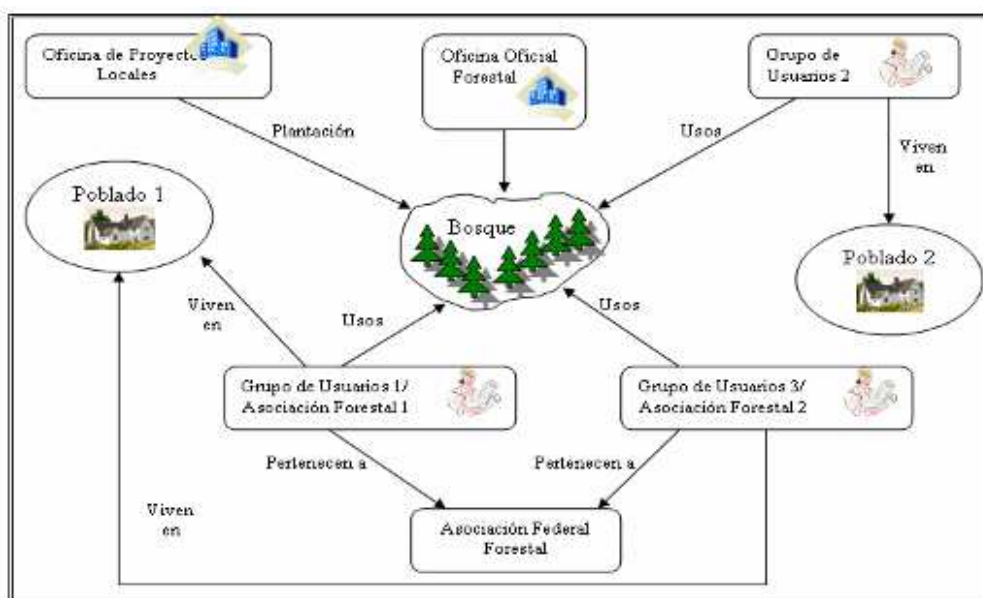 Oficina de Proyectos
Locales
Oficina Oficial
Forestal
Grupo de
Usuarios 2
Plantación
Usos
Viven
en
Poblado 1
Bosque
Poblado 2
Viven
en
Usos
Usos
Grupo de Usuarios 1/
Asociación Forestal 1
Grupo de Usuarios 3/
Asociación Forestal 2
Pertenecen a
Pertenecen a
Viven
en
Asociación Federal
Forestal